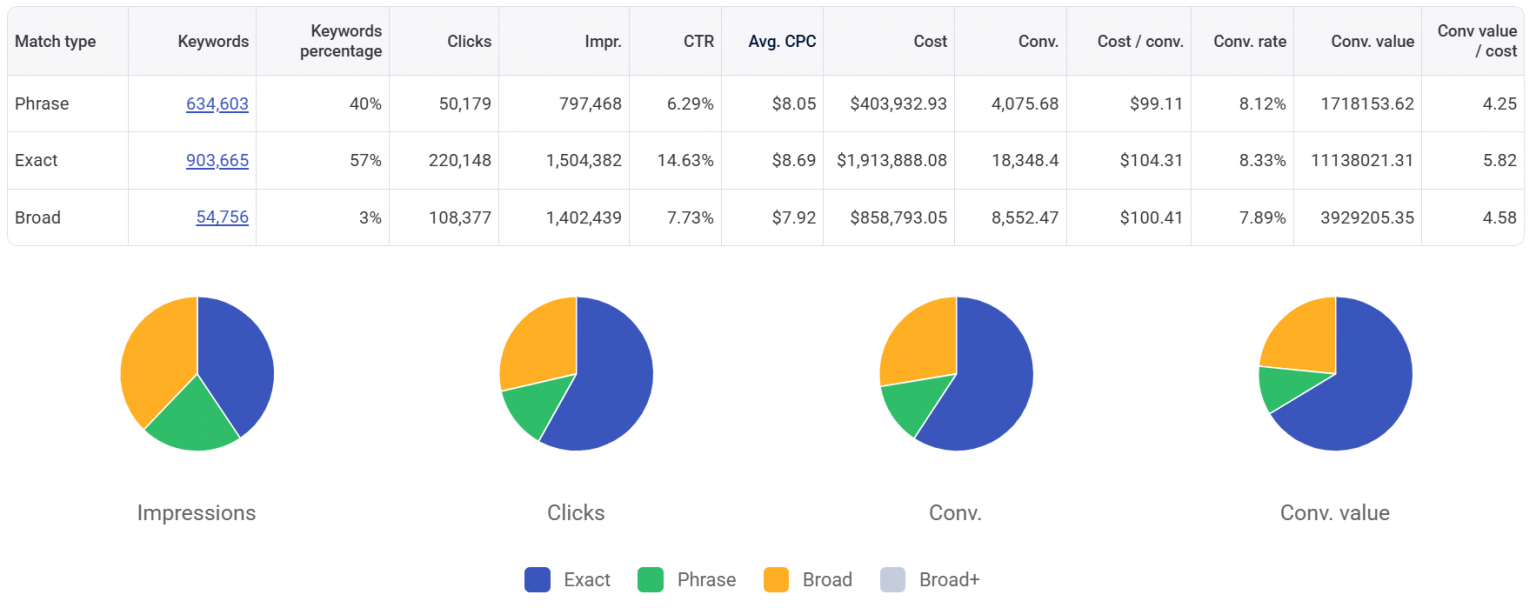 Match type Keywords Keywords percentage Clicks Impr. CTR Avg. CPC Cost Conv. Cost / conv. Conv. rate Conv. value Conv value / cost
Phrase 634,603 40% 50,179 797,468 6.29% $8.05 $403,932.93 4,075.68 $99.11 8.12% 1718153.62 4.25
Exact 903,665 57% 220,148 1,504,382 14.63% $8.69 $1,913,888.08 18,348.4 $104.31 8.33% 11138021.31 5.82
Broad 54,756 3% 108,377 1,402,439 7.73% $7.92 $858,793.05 8,552.47 $100.41 7.89% 3929205.35 4.58
Impressions Clicks Conv. Conv. value
Exact Phrase Broad Broad+